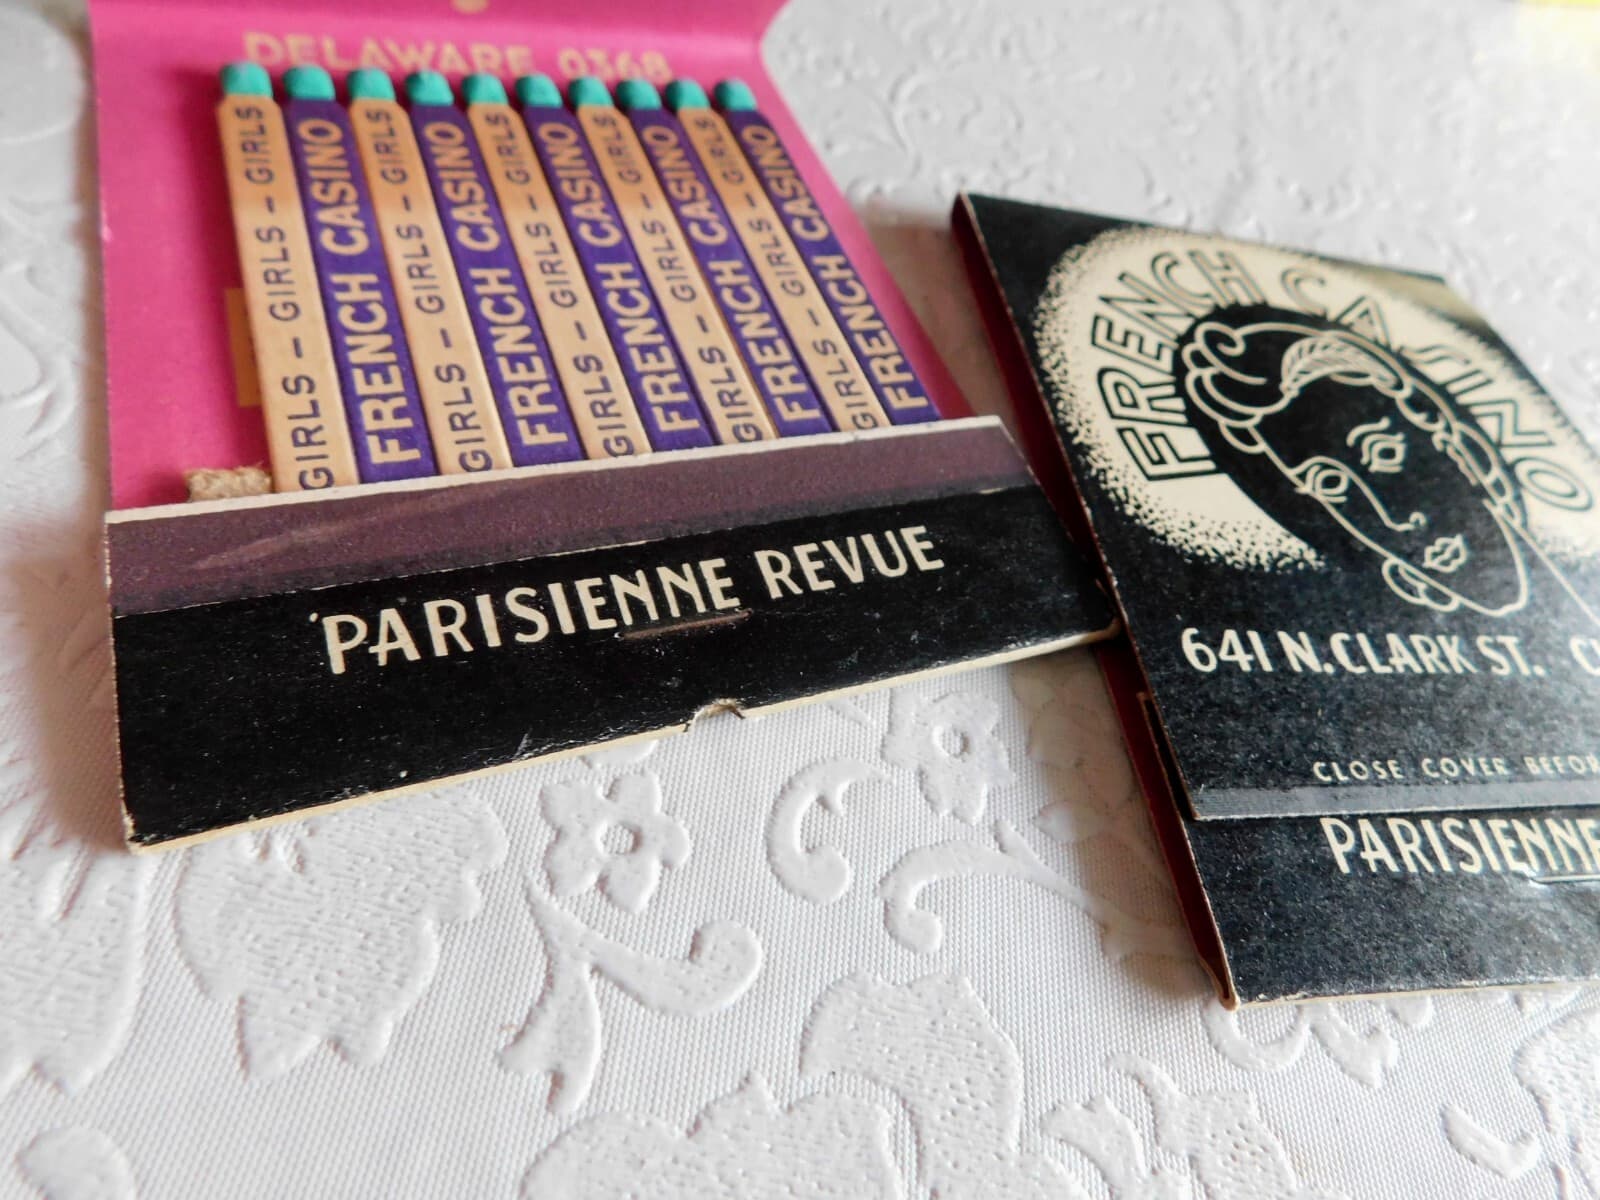 DELAWARE 0368
GIRLS - GIRLS - GIRLS
FRENCH CASINO
GIRLS - GIRLS - GIRLS
FRENCH CASINO
GIRLS - GIRLS - GIRLS
FRENCH CASINO
GIRLS - GIRLS - GIRLS
FRENCH CASINO
GIRLS - GIRLS - GIRLS
FRENCH CASINO
PARISIENNE REVUE
FRENCH CASINO
641 N. CLARK ST.
CLOSE COVER
PARISIENNE